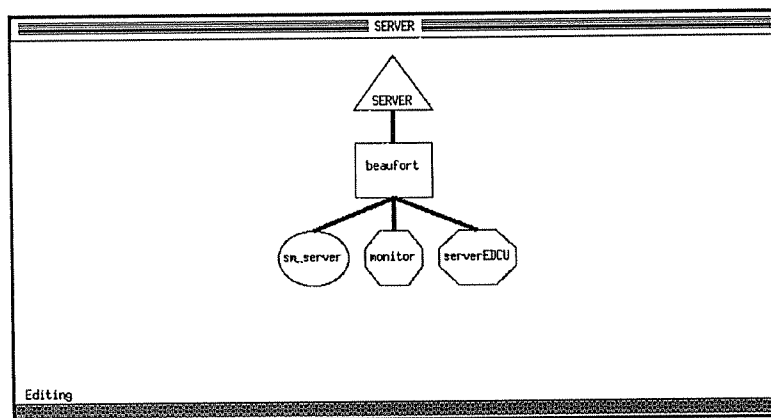 SERVER
SERVER
beaufort
sm_server monitor serverEDCU
Editing